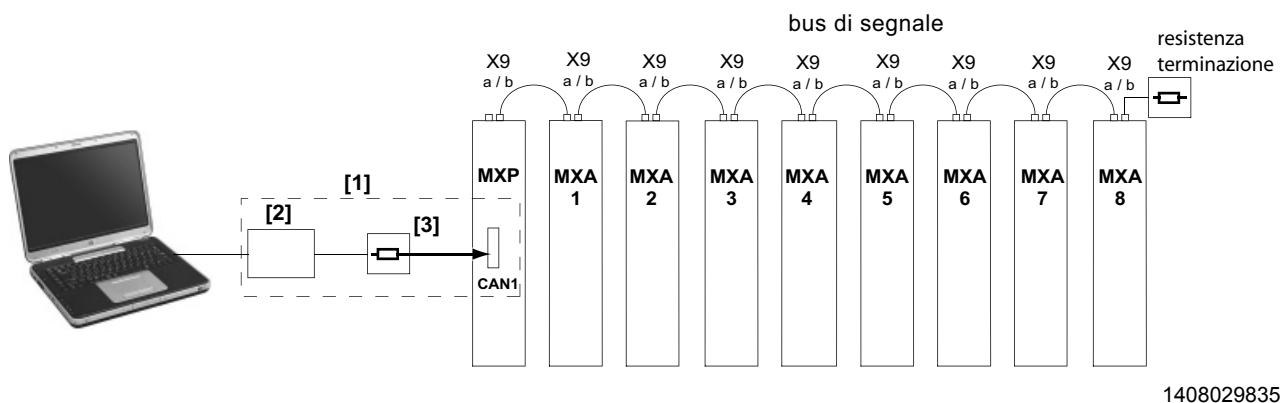 bus di segnale
resistenza
terminazione
X9 X9 X9 X9 X9 X9 X9 X9 X9
a / b a / b a / b a / b a / b a / b a / b a / b a / b
MXP MXA MXA MXA MXA MXA MXA MXA MXA
1 2 3 4 5 6 7 8
[1]
[2] [3]
CAN1
1408029835